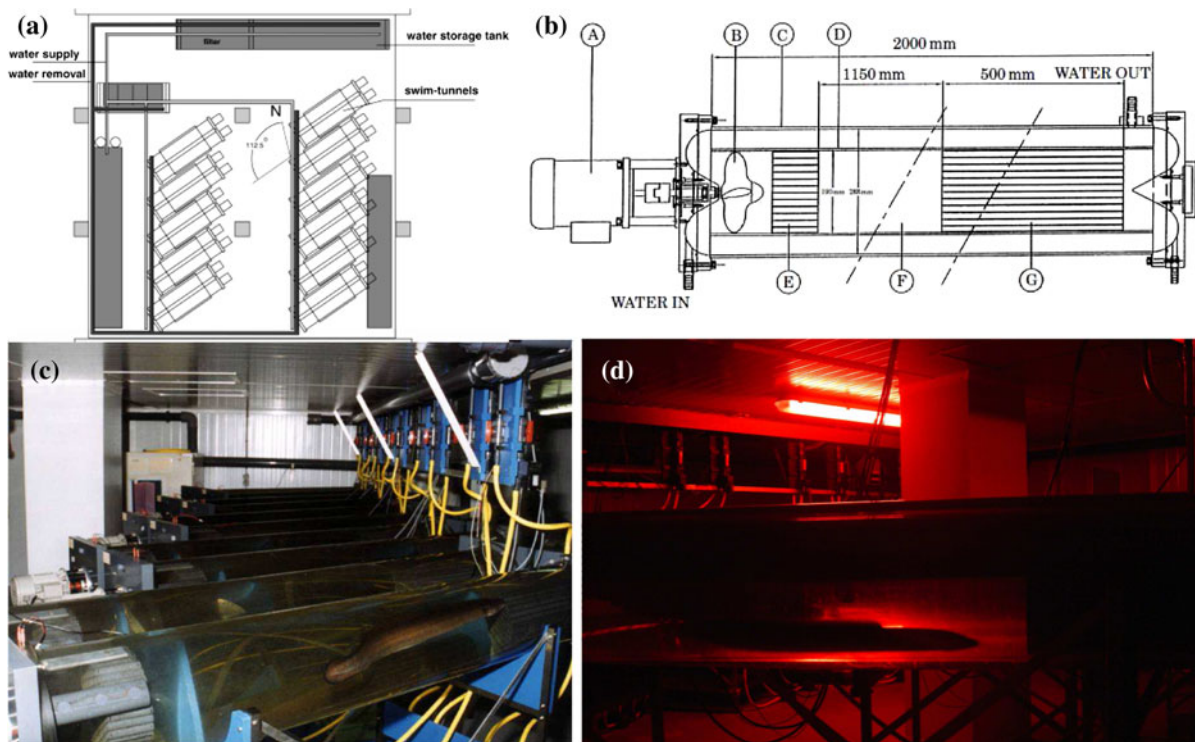 (a)
filter
water storage tank
water supply
water removal
swim-tunnels
N
112.5°
(b)
A
B
C
D
2000 mm
1150 mm
500 mm
WATER OUT
E
F
G
WATER IN
(c)
(d)